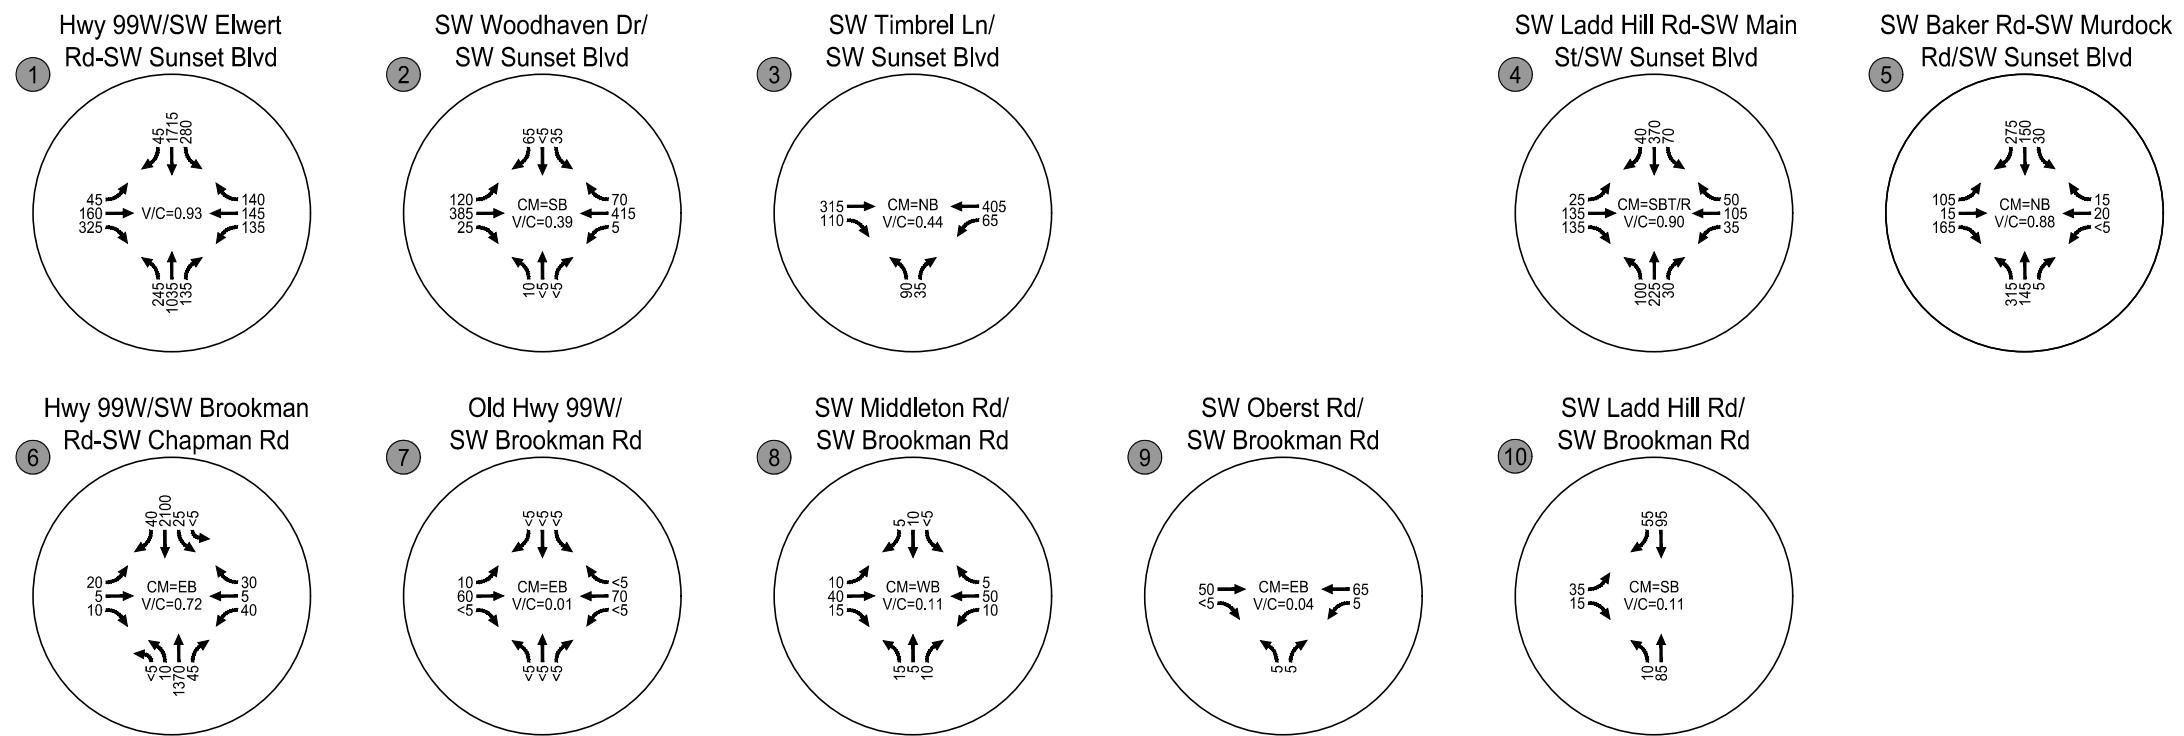 Hwy 99W/SW Elwert
Rd-SW Sunset Blvd
1
45
1715
280
45
160
325
V/C=0.93
140
145
135
245
1035
135
SW Woodhaven Dr/
SW Sunset Blvd
2
65
<5
35
120
385
25
CM=SB
V/C=0.39
70
415
5
10
<5
<5
SW Timbrel Ln/
SW Sunset Blvd
3
315
110
CM=NB
V/C=0.44
405
65
90
35
SW Ladd Hill Rd-SW Main
St/SW Sunset Blvd
4
40
370
70
25
135
135
CM=SBT/R
V/C=0.90
50
105
35
100
225
30
SW Baker Rd-SW Murdock
Rd/SW Sunset Blvd
5
275
150
30
105
15
165
CM=NB
V/C=0.88
15
20
<5
315
145
5
Hwy 99W/SW Brookman
Rd-SW Chapman Rd
6
40
2100
25
<5
20
5
10
CM=EB
V/C=0.72
30
5
40
<5
10
1370
45
Old Hwy 99W/
SW Brookman Rd
7
<5
<5
<5
10
60
<5
CM=EB
V/C=0.01
<5
70
<5
<5
<5
<5
SW Middleton Rd/
SW Brookman Rd
8
5
10
<5
10
40
15
CM=WB
V/C=0.11
5
50
10
15
5
10
SW Oberst Rd/
SW Brookman Rd
9
50
<5
CM=EB
V/C=0.04
65
5
5
5
SW Ladd Hill Rd/
SW Brookman Rd
10
55
95
35
15
CM=SB
V/C=0.11
10
85